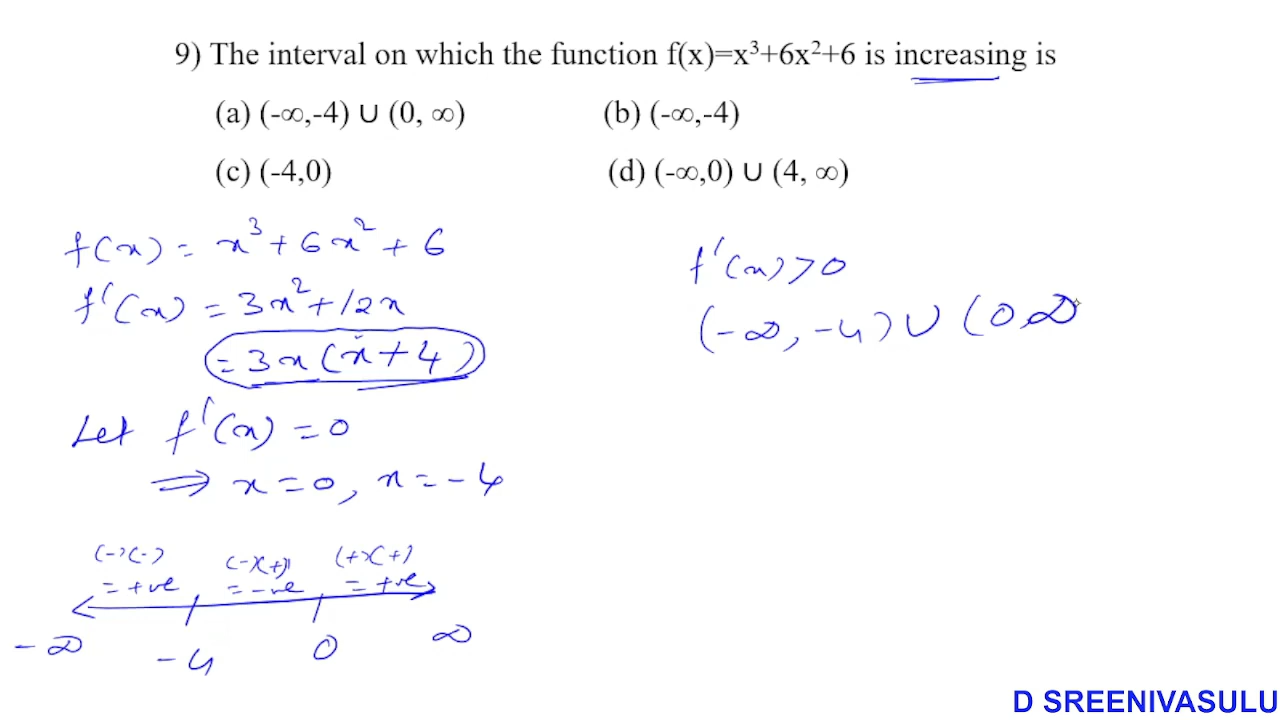 9) The interval on which the function f(x)=x³+6x²+6 is increasing is
(a) (-∞,-4) ∪ (0, ∞) (b) (-∞,-4)
(c) (-4,0) (d) (-∞,0) ∪ (4, ∞)
f(x) = x³ + 6x² + 6
f'(x) = 3x² + 12x
= 3x(x+4)
Let f'(x) = 0
⇒ x = 0, x = -4
(-)(-) (-)(+) (+)(+)
= +ve = -ve = +ve
-∞ -4 0 ∞
f'(x) > 0
(-∞, -4) ∪ (0,∞
D SREENIVASULU